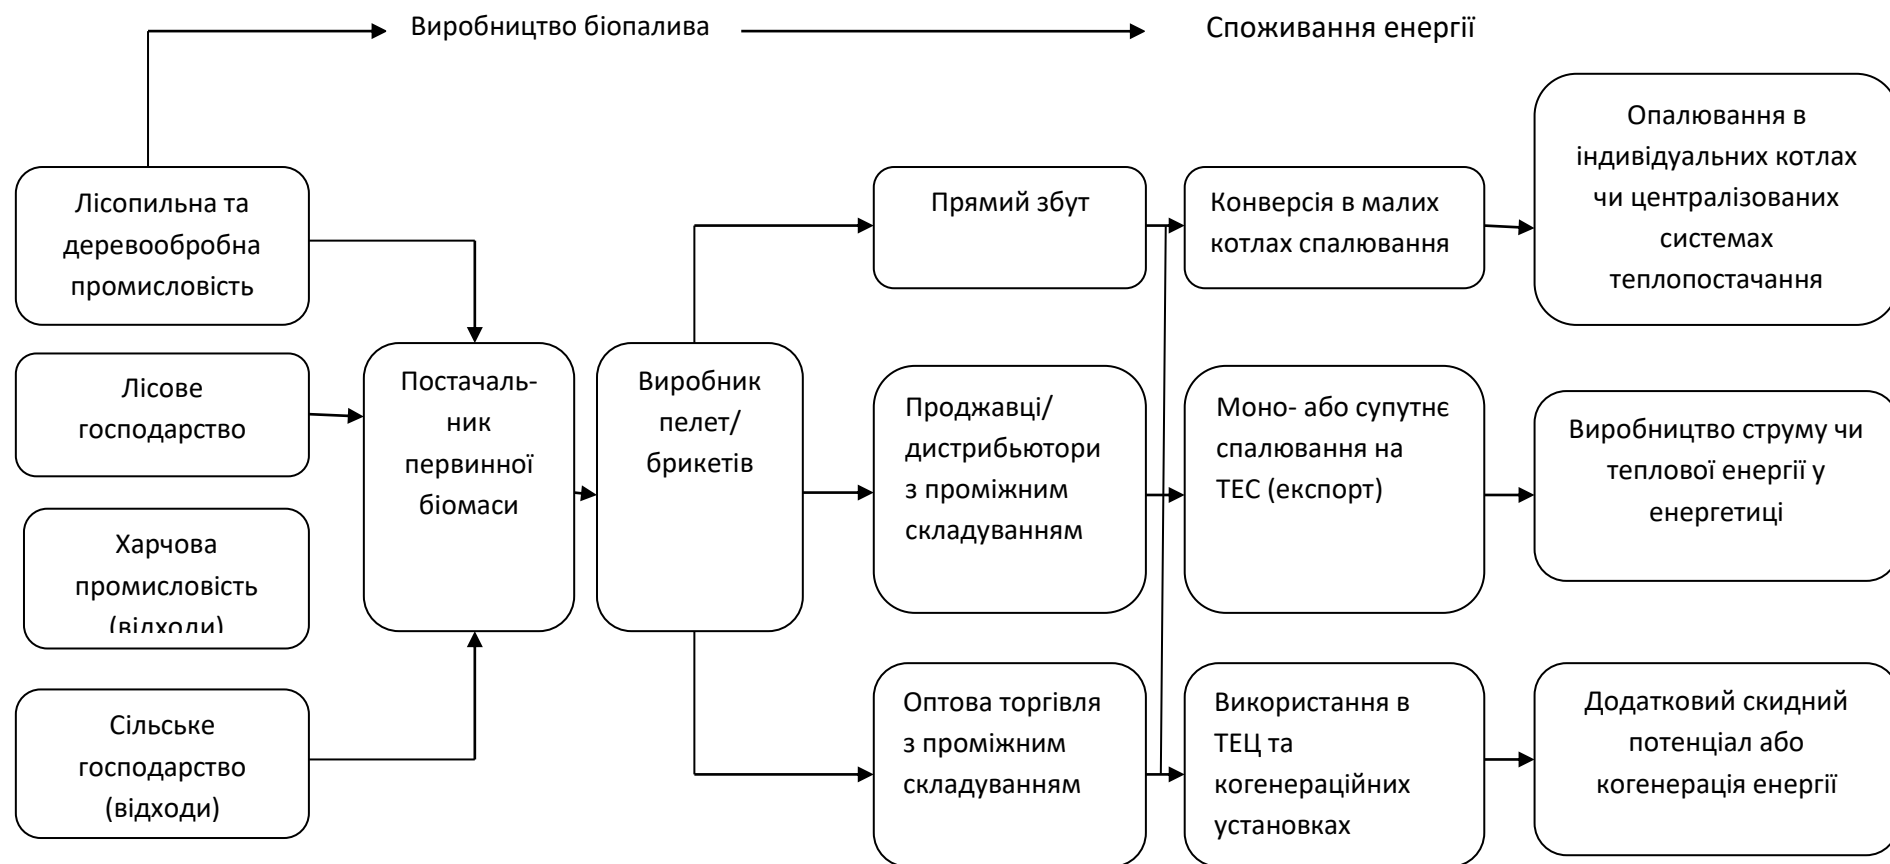 Виробництво біопалива
Споживання енергії
Лісопильна та
деревообробна
промисловість
Лісове
господарство
Харчова
промисловість
(відходи)
Сільське
господарство
(відходи)
Постачаль-
ник
первинної
біомаси
Виробник
пелет/
брикетів
Прямий збут
Проджавці/
дистрибьютори
з проміжним
складуванням
Оптова торгівля
з проміжним
складуванням
Конверсія в малих
котлах спалювання
Моно- або супутнє
спалювання на
ТЕС (експорт)
Використання в
ТЕЦ та
когенераційних
установках
Опалювання в
індивідуальних котлах
чи централізованих
системах
теплопостачання
Виробництво струму чи
теплової енергії у
енергетиці
Додатковий скидний
потенціал або
когенерація енергії